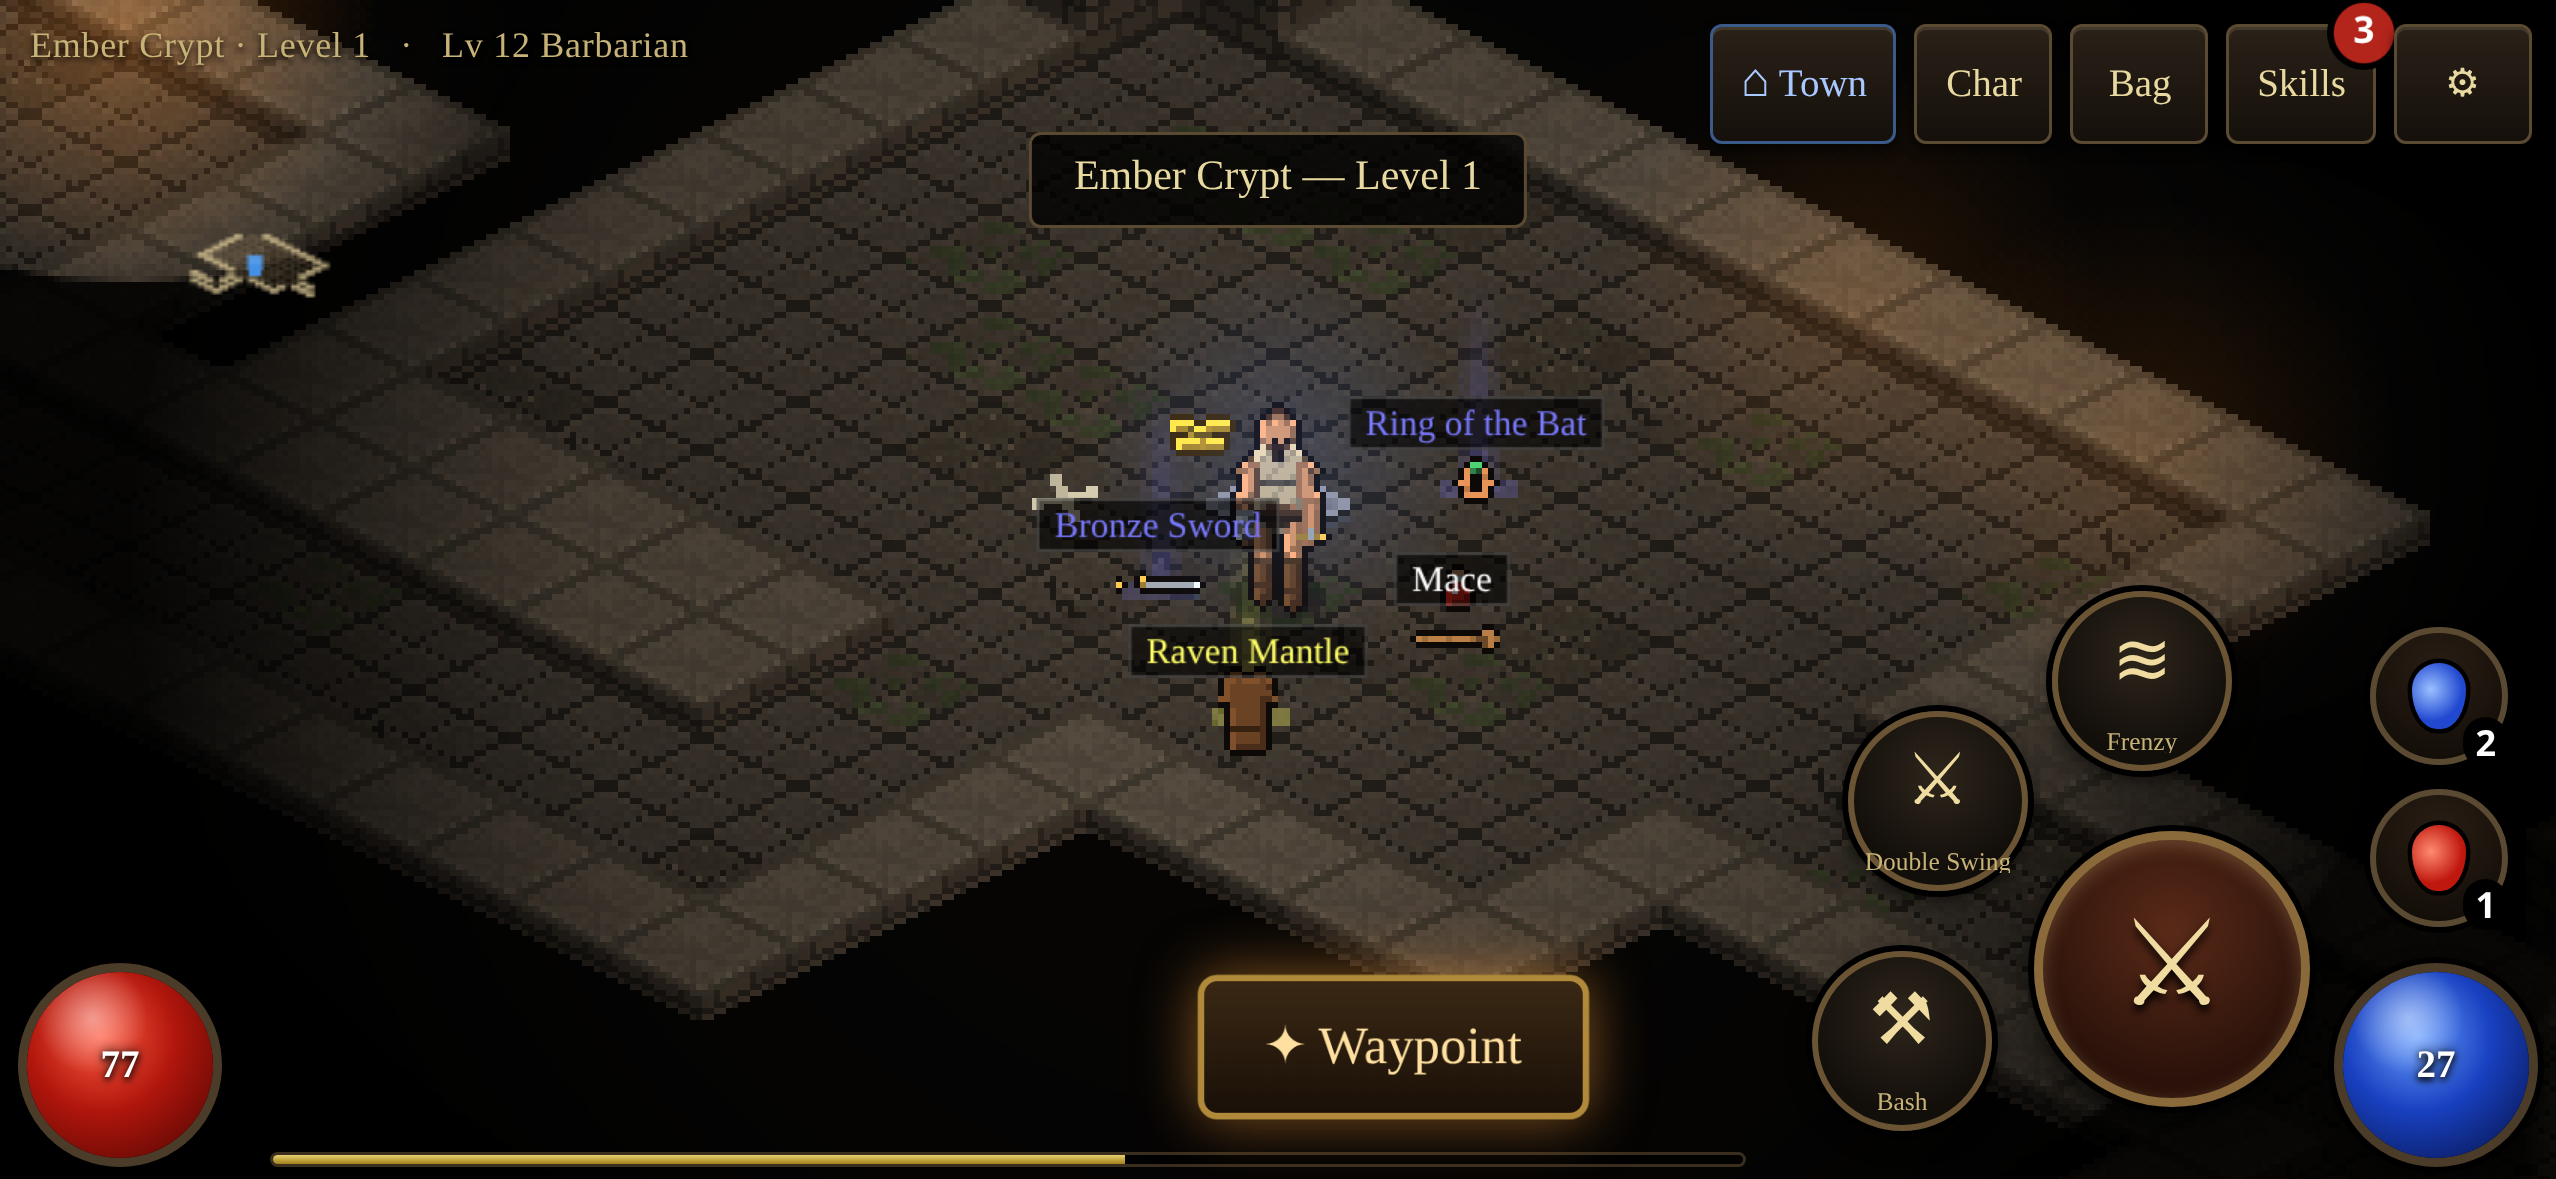 Ember Crypt · Level 1 · Lv 12 Barbarian
Town
Char
Bag
Skills
3
Ember Crypt — Level 1
Ring of the Bat
Bronze Sword
Mace
Raven Mantle
Frenzy
2
Double Swing
1
Bash
Waypoint
77
27